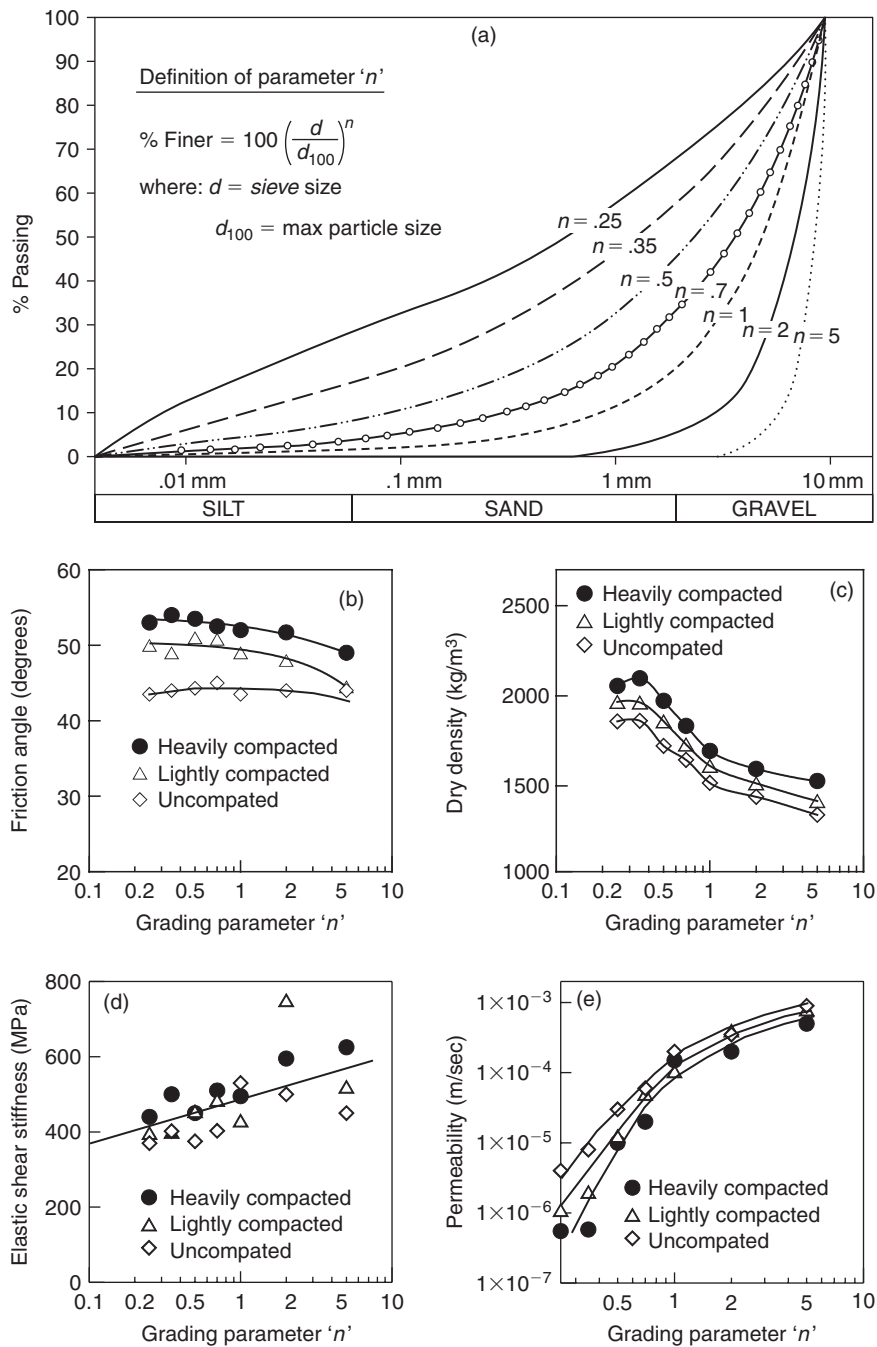 (a)
Definition of parameter ‘n’
% Finer = 100 (d/d100)^n
where: d = sieve size
d100 = max particle size
% Passing
100
90
80
70
60
50
40
30
20
10
0
n = .25
n = .35
n = .5
n = .7
n = 1
n = 2
n = 5
.01 mm
.1 mm
1 mm
10 mm
SILT
SAND
GRAVEL
(b)
Friction angle (degrees)
60
50
40
30
20
Heavily compacted
Lightly compacted
Uncompated
0.1
0.2
0.5
1
2
5
10
Grading parameter ‘n’
(c)
Dry density (kg/m³)
2500
2000
1500
1000
Heavily compacted
Lightly compacted
Uncompated
0.1
0.2
0.5
1
2
5
10
Grading parameter ‘n’
(d)
Elastic shear stiffness (MPa)
800
600
400
200
0
Heavily compacted
Lightly compacted
Uncompated
0.1
0.2
0.5
1
2
5
10
Grading parameter ‘n’
(e)
Permeability (m/sec)
1×10⁻³
1×10⁻⁴
1×10⁻⁵
1×10⁻⁶
1×10⁻⁷
Heavily compacted
Lightly compacted
Uncompated
0.5
1
2
5
10
Grading parameter ‘n’